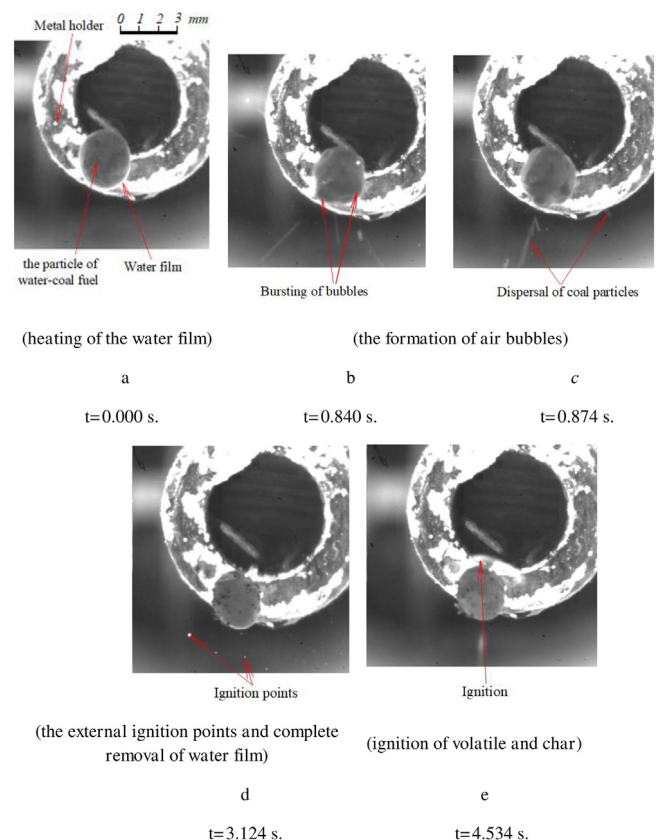 Metal holder
0 1 2 3 mm
the particle of
water-coal fuel
Water film
Bursting of bubbles
Dispersal of coal particles
(heating of the water film)
(the formation of air bubbles)
a
b
c
t=0.000 s.
t=0.840 s.
t=0.874 s.
Ignition points
Ignition
(the external ignition points and complete
removal of water film)
(ignition of volatile and char)
d
e
t=3.124 s.
t=4.534 s.